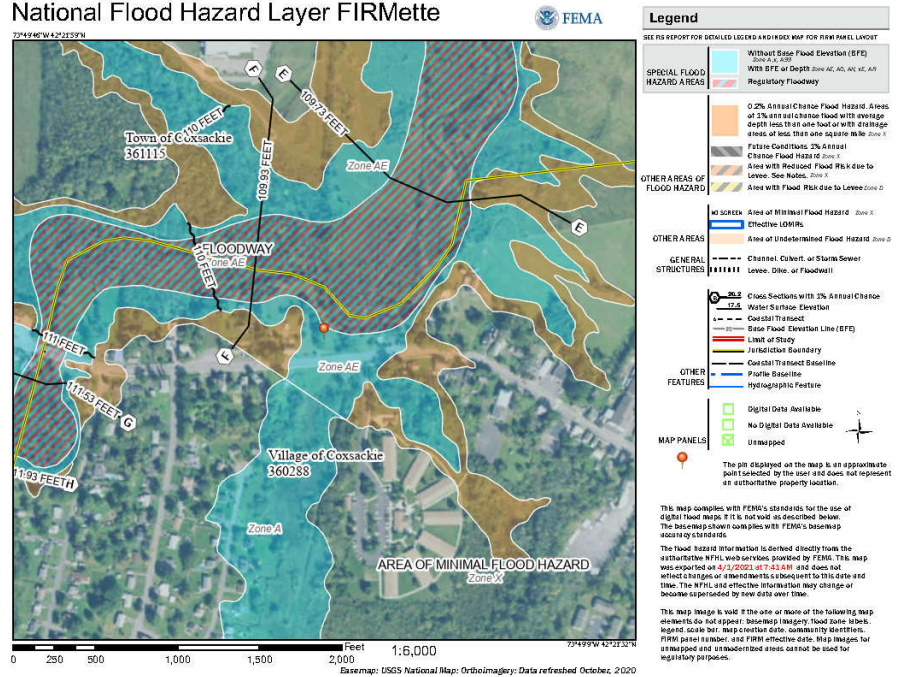 National Flood Hazard Layer FIRMette
FEMA
Legend
73°49'46"W 42°21'59"N
SEE FIS REPORT FOR DETAILED LEGEND AND INDEX MAP FOR FIRM PANEL LAYOUT
SPECIAL FLOOD
HAZARD AREAS
Without Base Flood Elevation (BFE)
Zone A, V, A99
With BFE or Depth Zone AE, AO, AH, VE, AR
Regulatory Floodway
OTHER AREAS OF
FLOOD HAZARD
0.2% Annual Chance Flood Hazard, Areas
of 1% annual chance flood with average
depth less than one foot or with drainage
areas of less than one square mile Zone X
Future Conditions 1% Annual
Chance Flood Hazard Zone X
Area with Reduced Flood Risk due to
Levee. See Notes. Zone X
Area with Flood Risk due to Levee Zone D
OTHER AREAS
NO SCREEN Area of Minimal Flood Hazard Zone X
Effective LOMRs
Area of Undetermined Flood Hazard Zone D
GENERAL
STRUCTURES
Channel, Culvert, or Storm Sewer
Levee, Dike, or Floodwall
OTHER
FEATURES
B 20.2 Cross Sections with 1% Annual Chance
17.5 Water Surface Elevation
8 Coastal Transect
513 Base Flood Elevation Line (BFE)
Limit of Study
Jurisdiction Boundary
Coastal Transect Baseline
Profile Baseline
Hydrographic Feature
MAP PANELS
Digital Data Available
No Digital Data Available
Unmapped
The pin displayed on the map is an approximate
point selected by the user and does not represent
an authoritative property location.
This map complies with FEMA's standards for the use of
digital flood maps if it is not void as described below.
The basemap shown complies with FEMA's basemap
accuracy standards
The flood hazard information is derived directly from the
authoritative NFHL web services provided by FEMA. This map
was exported on 4/1/2021 at 7:41 AM and does not
reflect changes or amendments subsequent to this date and
time. The NFHL and effective information may change or
become superseded by new data over time.
This map image is void if the one or more of the following map
elements do not appear: basemap imagery, flood zone labels,
legend, scale bar, map creation date, community identifiers,
FIRM panel number, and FIRM effective date. Map images for
unmapped and unmodernized areas cannot be used for
regulatory purposes.
F
E
109.73 FEET
110 FEET
Town of Coxsackie
361115
109.93 FEET
Zone AE
E
FLOODWAY
Zone AE
110 FEET
111 FEET
F
Zone AE
111.53 FEET
G
Village of Coxsackie
360288
11.93 FEET
H
Zone A
AREA OF MINIMAL FLOOD HAZARD
Zone X
73°49'9"W 42°21'32"N
Feet
1:6,000
0 250 500 1,000 1,500 2,000
Basemap: USGS National Map: Orthoimagery: Data refreshed October, 2020